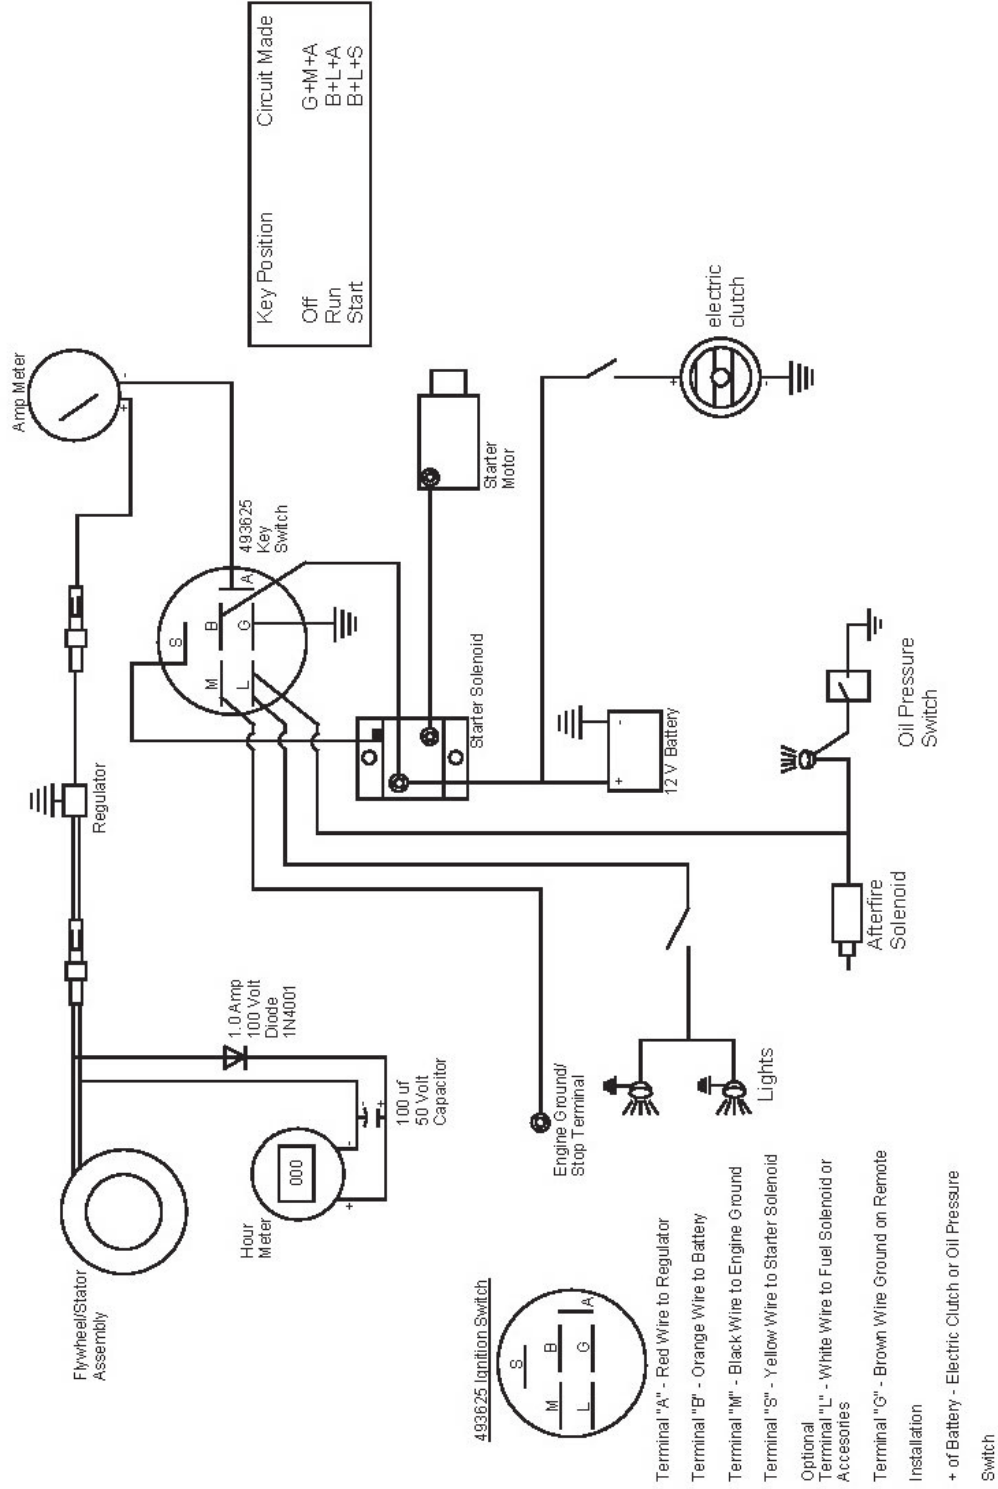 Flywheel/Stator
Assembly
Regulator
Amp Meter
-
+
Hour
Meter
000
-
+
-
+
1.0 Amp
100 Volt
Diode
1N4001
100 uf
50 Volt
Capacitor
493625
Key
Switch
S
M
B
A
L
G
Key Position Circuit Made
Off G+M+A
Run B+L+A
Start B+L+S
Starter Solenoid
Starter
Motor
Engine Ground/
Stop Terminal
+
-
12 V Battery
+
-
electric
clutch
Lights
Afterfire
Solenoid
Oil Pressure
Switch
493625 Ignition Switch
S
M
B
A
L
G
Terminal "A" - Red Wire to Regulator
Terminal "B" - Orange Wire to Battery
Terminal "M" - Black Wire to Engine Ground
Terminal "S" - Yellow Wire to Starter Solenoid
Optional
Terminal "L" - White Wire to Fuel Solenoid or
Accesories
Terminal "G" - Brown Wire Ground on Remote
Installation
+ of Battery - Electric Clutch or Oil Pressure
Switch